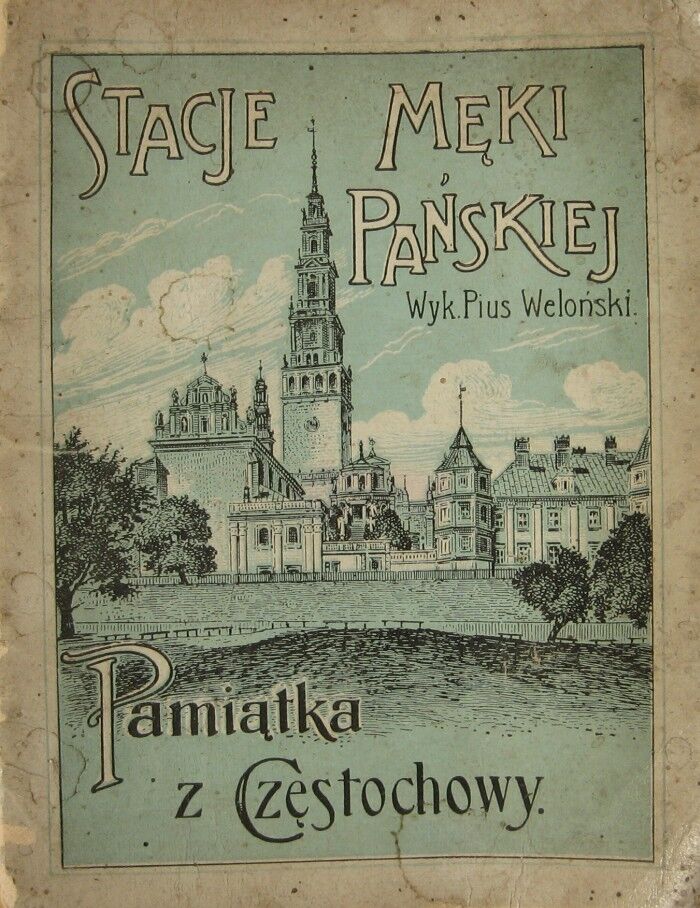 STACJE MĘKI
PAŃSKIEJ
Wyk. Pius Weloński.
Pamiątka
z Częstochowy.